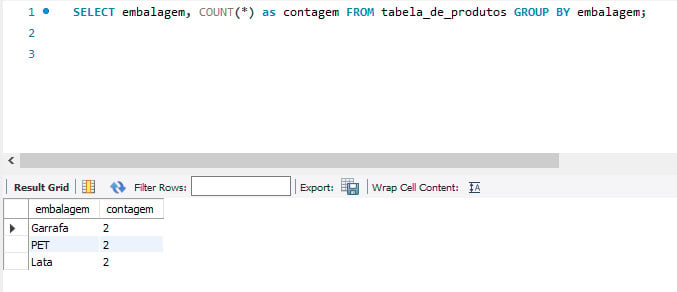 1 SELECT embalagem, COUNT(*) as contagem FROM tabela_de_produtos GROUP BY embalagem;
2
3
Result Grid Filter Rows: Export: Wrap Cell Content:
embalagem contagem
Garrafa 2
PET 2
Lata 2